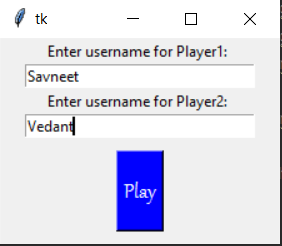 tk
Enter username for Player1:
Savneet
Enter username for Player2:
Vedant
Play